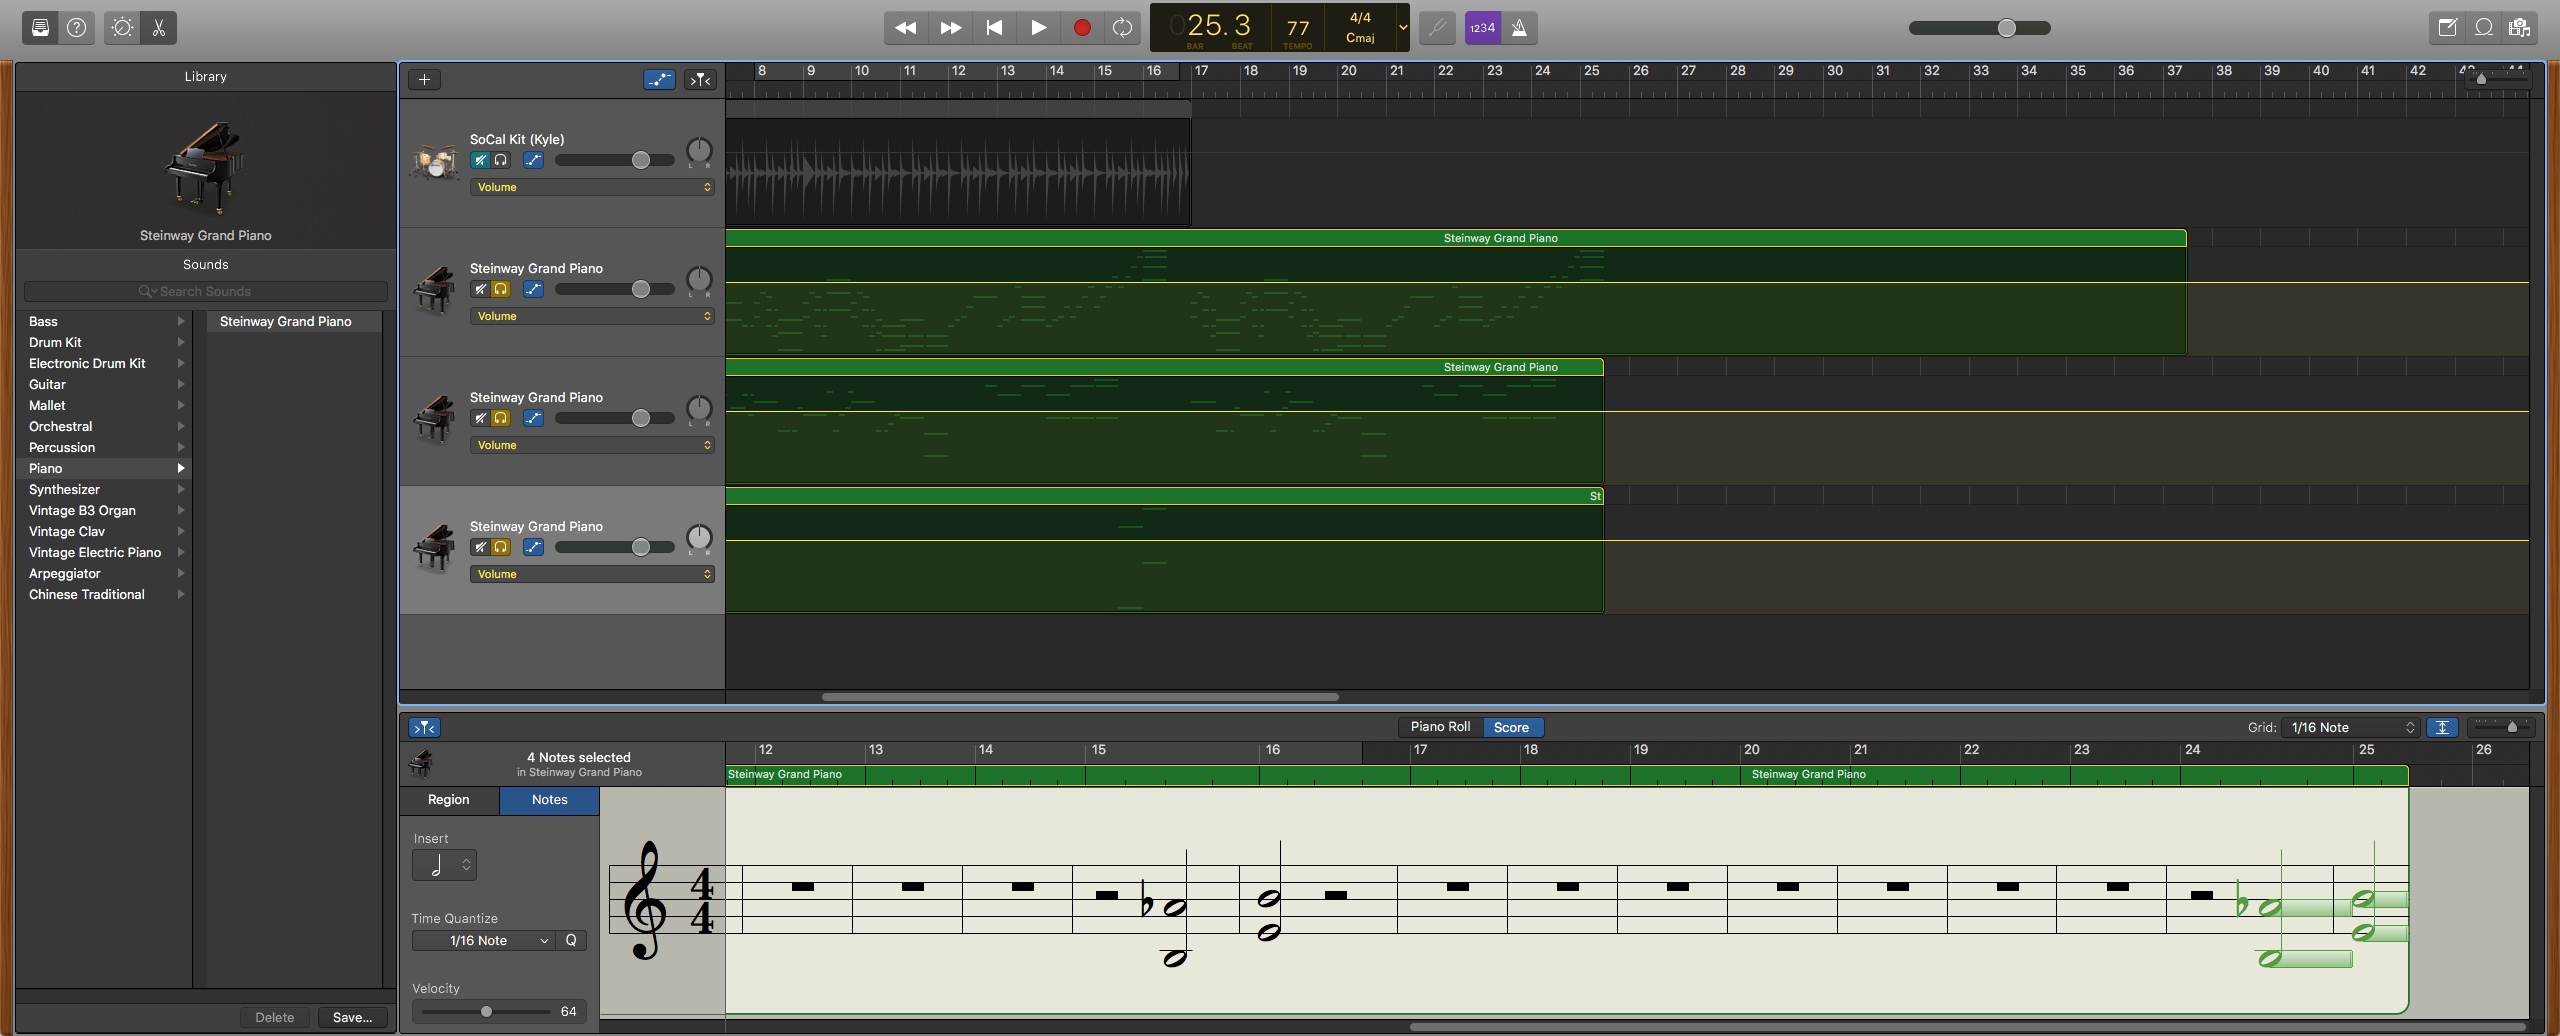 025.3
77
4/4
Cmaj
BAR
BEAT
TEMPO
1234
Library
Steinway Grand Piano
Sounds
Search Sounds
Bass
Drum Kit
Electronic Drum Kit
Guitar
Mallet
Orchestral
Percussion
Piano
Synthesizer
Vintage B3 Organ
Vintage Clav
Vintage Electric Piano
Arpeggiator
Chinese Traditional
Steinway Grand Piano
Delete
Save...
8 9 10 11 12 13 14 15 16 17 18 19 20 21 22 23 24 25 26 27 28 29 30 31 32 33 34 35 36 37 38 39 40 41 42
SoCal Kit (Kyle)
L R
Volume
Steinway Grand Piano
L R
Volume
Steinway Grand Piano
Steinway Grand Piano
L R
Volume
Steinway Grand Piano
Steinway Grand Piano
L R
Volume
St
Piano Roll
Score
Grid: 1/16 Note
4 Notes selected
in Steinway Grand Piano
12 13 14 15 16 17 18 19 20 21 22 23 24 25 26
Steinway Grand Piano
Steinway Grand Piano
Region
Notes
Insert
Time Quantize
1/16 Note
Q
Velocity
64
4
4